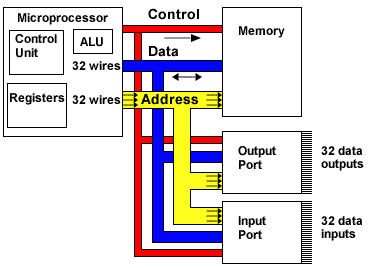 Microprocessor
Control
Unit
ALU
32 wires
Registers
32 wires
Control
Data
Address
Memory
Output
Port
32 data
outputs
Input
Port
32 data
inputs